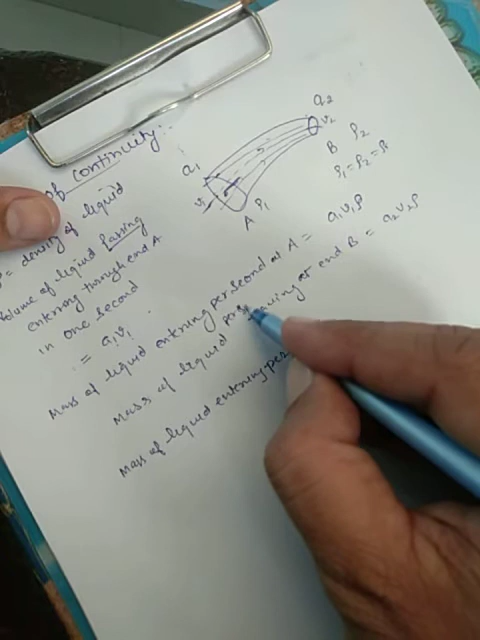 of continuity:-
ρ = density of liquid
Volume of liquid passing
entering through end A
in one second
= a₁v₁
a₁
v₁
A ρ₁
a₂
v₂
B ρ₂
ρ₁=ρ₂=ρ
Mass of liquid entering per second at A = a₁v₁ρ
Mass of liquid leaving at end B = a₂v₂ρ
Mass of liquid entering per